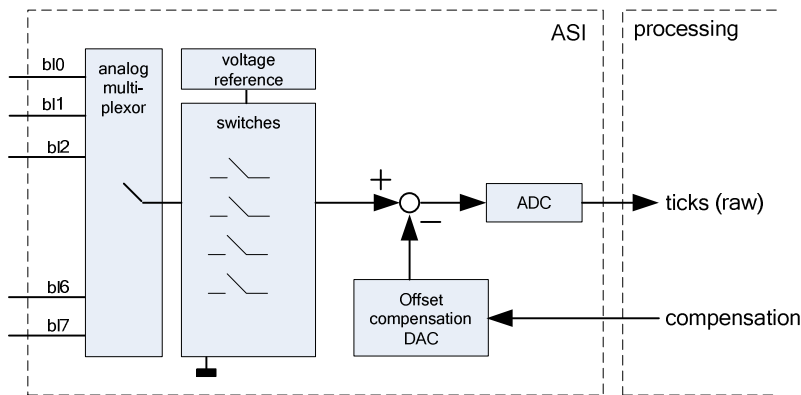 ASI
processing
bl0
bl1
bl2
bl6
bl7
analog
multi-
plexor
voltage
reference
switches
+
−
ADC
ticks (raw)
Offset
compensation
DAC
compensation